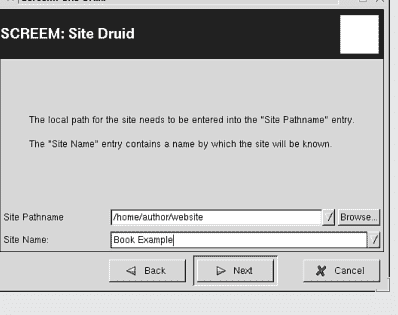 SCREEM: Site Druid
The local path for the site needs to be entered into the "Site Pathname" entry.
The "Site Name" entry contains a name by which the site will be known.
Site Pathname /home/author/website Browse...
Site Name: Book Example
Back Next Cancel